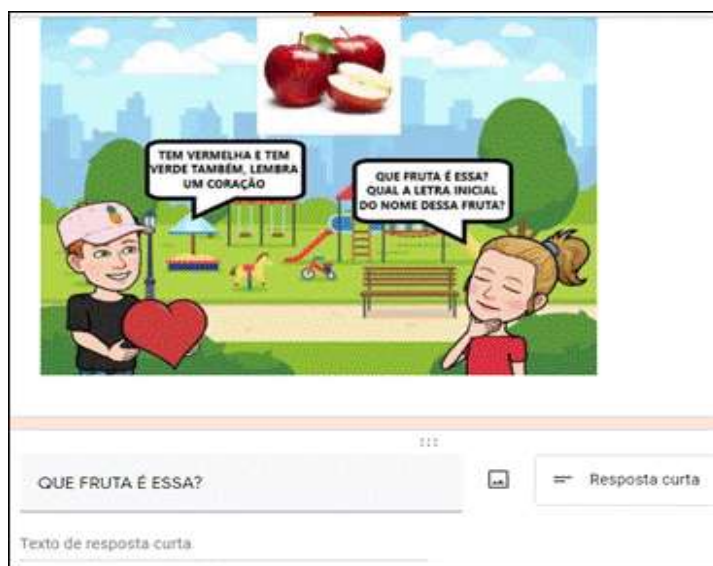 TEM VERMELHA E TEM
VERDE TAMBÉM, LEMBRA
UM CORAÇÃO
QUE FRUTA É ESSA?
QUAL A LETRA INICIAL
DO NOME DESSA FRUTA?
QUE FRUTA É ESSA?
Resposta curta
Texto de resposta curta